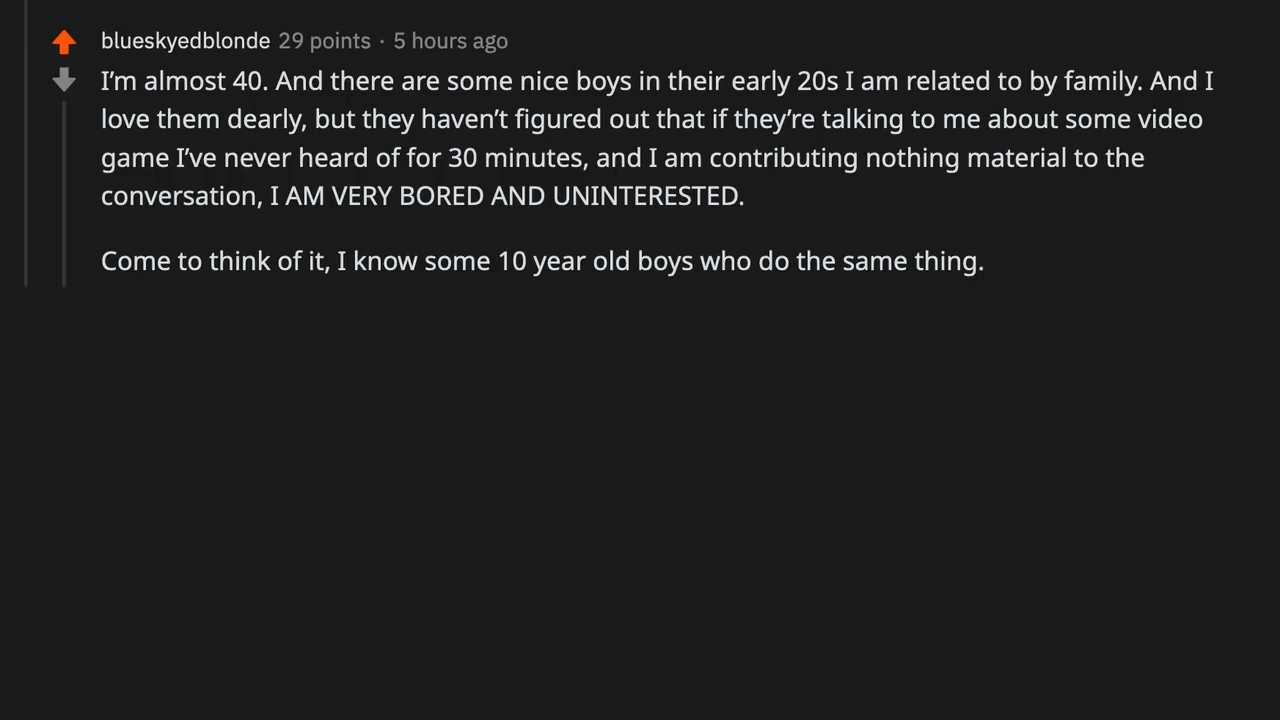 blueskyedblonde 29 points · 5 hours ago
I’m almost 40. And there are some nice boys in their early 20s I am related to by family. And I
love them dearly, but they haven’t figured out that if they’re talking to me about some video
game I’ve never heard of for 30 minutes, and I am contributing nothing material to the
conversation, I AM VERY BORED AND UNINTERESTED.
Come to think of it, I know some 10 year old boys who do the same thing.